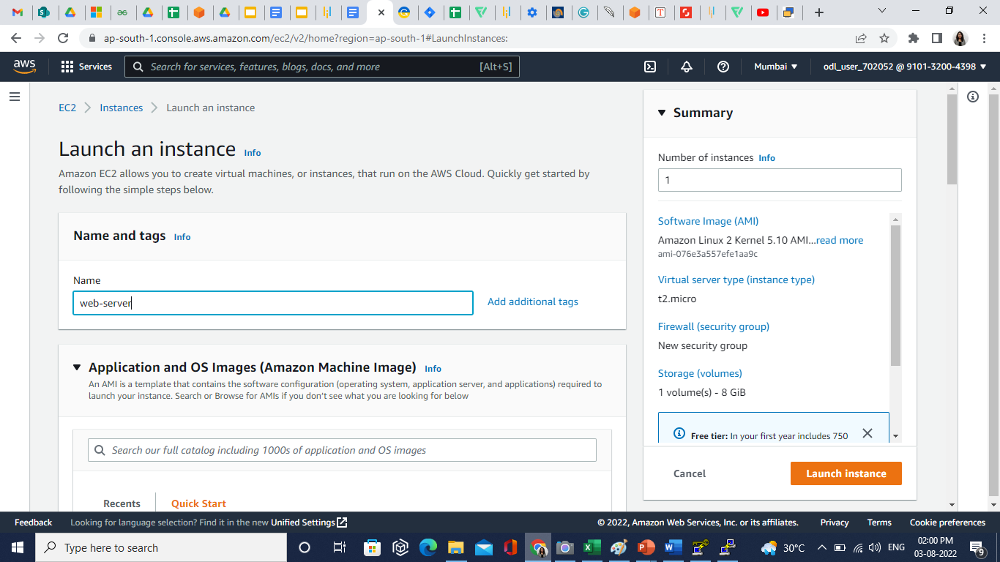 ap-south-1.console.aws.amazon.com/ec2/v2/home?region=ap-south-1#LaunchInstances:
aws
Services
Search for services, features, blogs, docs, and more
[Alt+S]
Mumbai
odl_user_702052 @ 9101-3200-4398
EC2
Instances
Launch an instance
Launch an instance Info
Amazon EC2 allows you to create virtual machines, or instances, that run on the AWS Cloud. Quickly get started by
following the simple steps below.
Name and tags Info
Name
web-server
Add additional tags
Application and OS Images (Amazon Machine Image) Info
An AMI is a template that contains the software configuration (operating system, application server, and applications) required to
launch your instance. Search or Browse for AMIs if you don't see what you are looking for below
Search our full catalog including 1000s of application and OS images
Recents
Quick Start
Summary
Number of instances Info
1
Software Image (AMI)
Amazon Linux 2 Kernel 5.10 AMI...read more
ami-076e3a557efe1aa9c
Virtual server type (instance type)
t2.micro
Firewall (security group)
New security group
Storage (volumes)
1 volume(s) - 8 GiB
Free tier: In your first year includes 750
Cancel
Launch instance
Feedback
Looking for language selection? Find it in the new Unified Settings
© 2022, Amazon Web Services, Inc. or its affiliates.
Privacy
Terms
Cookie preferences
Type here to search
30°C
ENG
02:00 PM
03-08-2022
9